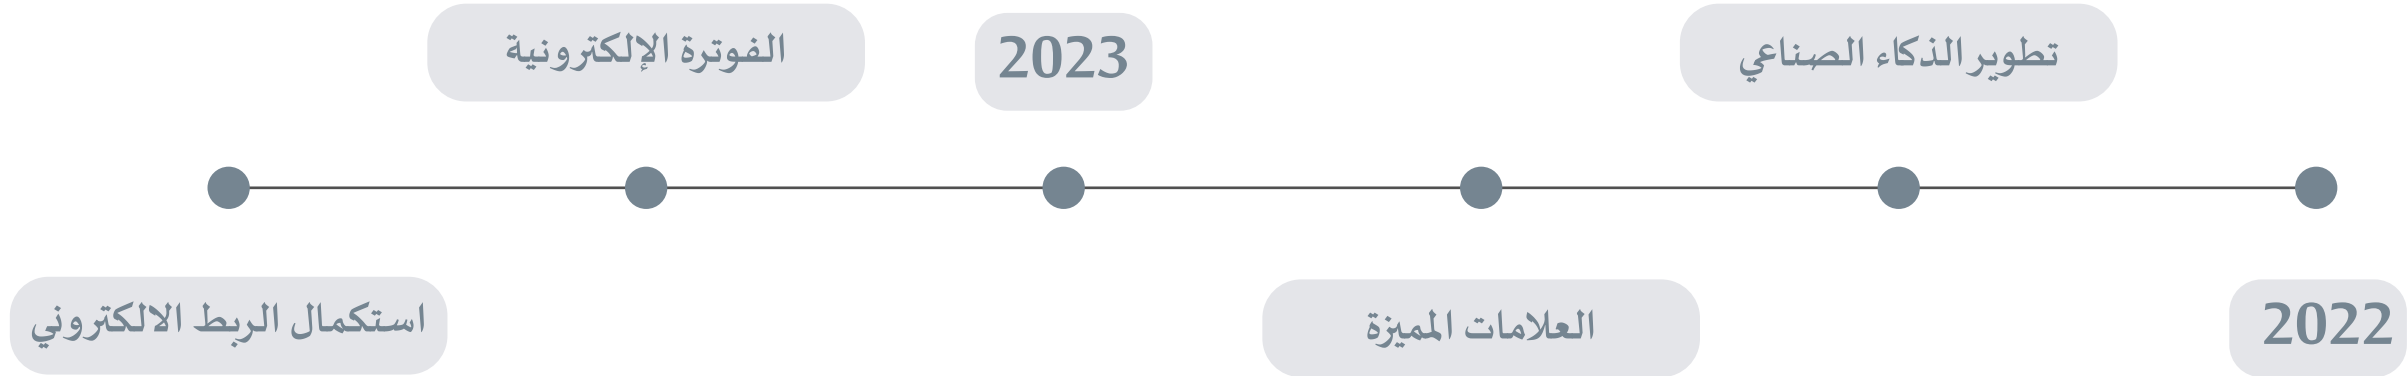 2022
تطوير الذكاء الصناعي
العلامات المميزة
2023
الفوترة الإلكترونية
استكمال الربط الالكتروني